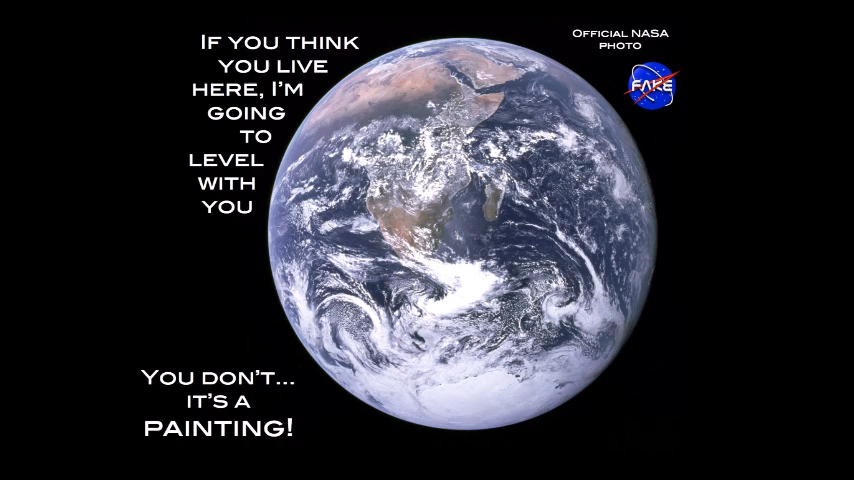 If you think
you live
here, I'm
going
to
level
with
you
Official NASA
photo
FAKE
You don't...
it's a
painting!